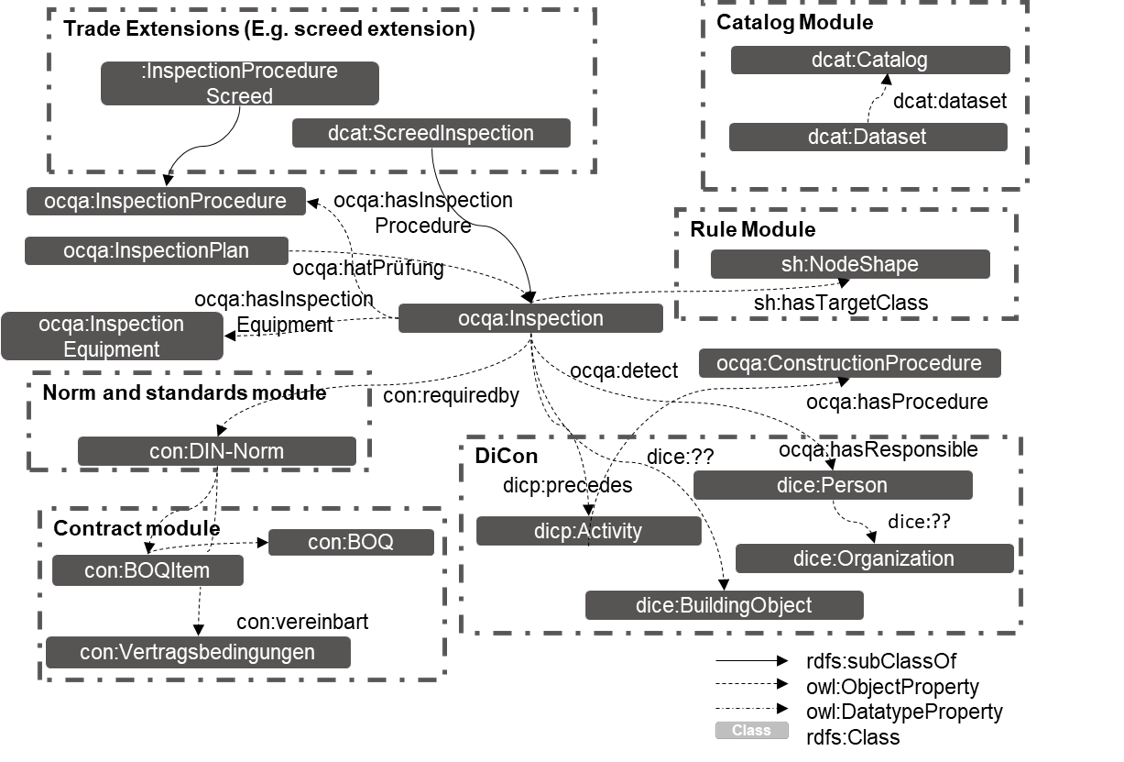 Trade Extensions (E.g. screed extension)
:InspectionProcedure
Screed
dcat:ScreedInspection
Catalog Module
dcat:Catalog
dcat:dataset
dcat:Dataset
ocqa:InspectionProcedure
ocqa:hasInspection
Procedure
ocqa:InspectionPlan
ocqa:hatPrüfung
Rule Module
sh:NodeShape
sh:hasTargetClass
ocqa:hasInspection
Equipment
ocqa:Inspection
ocqa:Inspection
Equipment
ocqa:ConstructionProcedure
ocqa:detect
ocqa:hasProcedure
Norm and standards module
con:requiredby
con:DIN-Norm
DiCon
dice:??
ocqa:hasResponsible
dicp:precedes
dice:Person
Contract module
con:BOQ
dicp:Activity
dice:??
con:BOQItem
dice:Organization
dice:BuildingObject
con:vereinbart
con:Vertragsbedingungen
rdfs:subClassOf
owl:ObjectProperty
owl:DatatypeProperty
Class
rdfs:Class